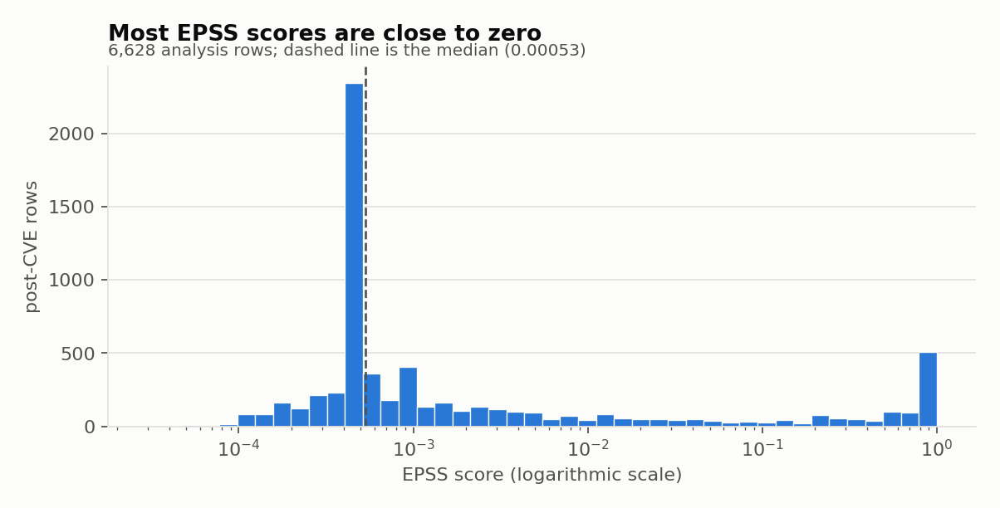 Most EPSS scores are close to zero
6,628 analysis rows; dashed line is the median (0.00053)
post-CVE rows
2000
1500
1000
500
0
10⁻⁴ 10⁻³ 10⁻² 10⁻¹ 10⁰
EPSS score (logarithmic scale)